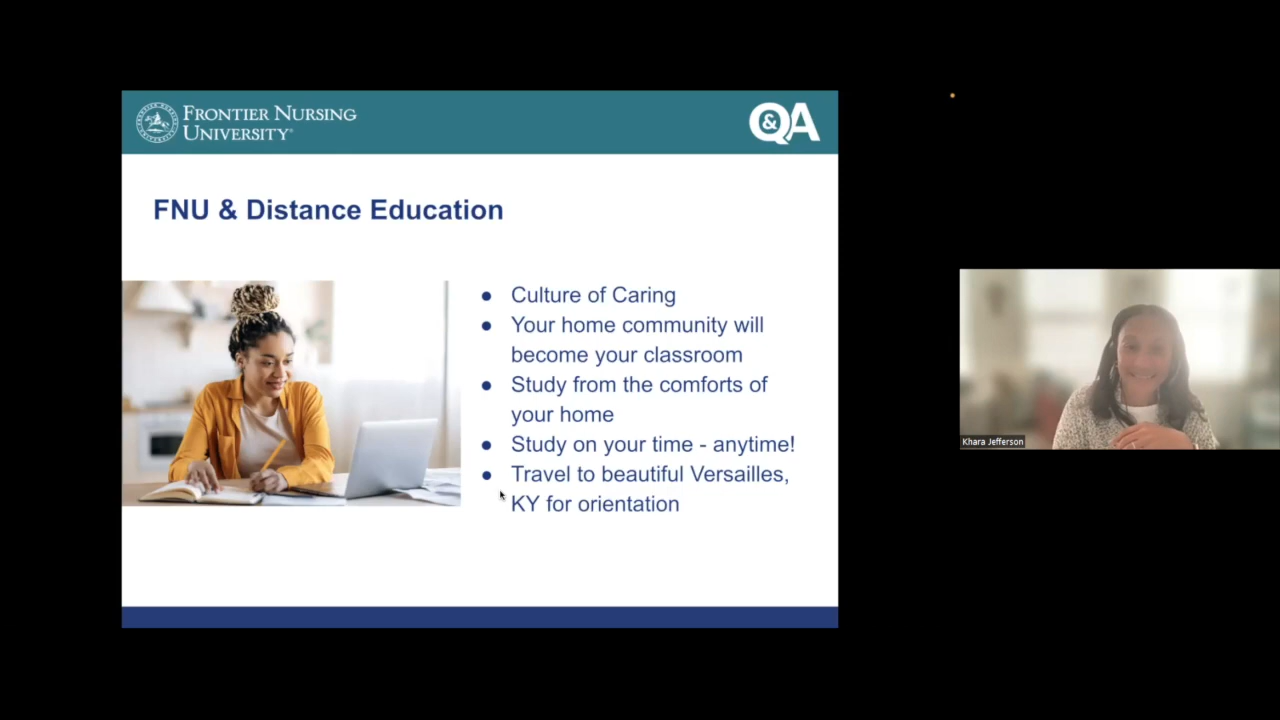 FRONTIER NURSING
UNIVERSITY
Q&A
FNU & Distance Education
● Culture of Caring
● Your home community will
become your classroom
● Study from the comforts of
your home
● Study on your time - anytime!
● Travel to beautiful Versailles,
KY for orientation
Khara Jefferson